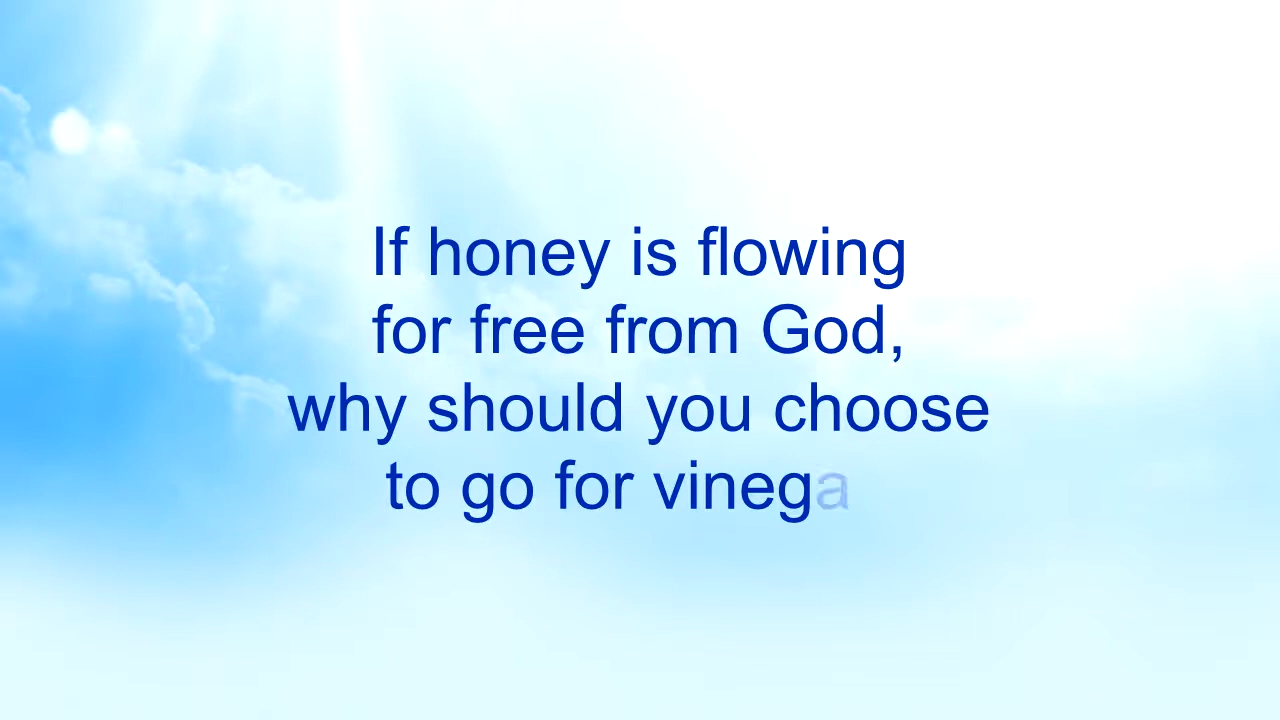 If honey is flowing
for free from God,
why should you choose
to go for vinega